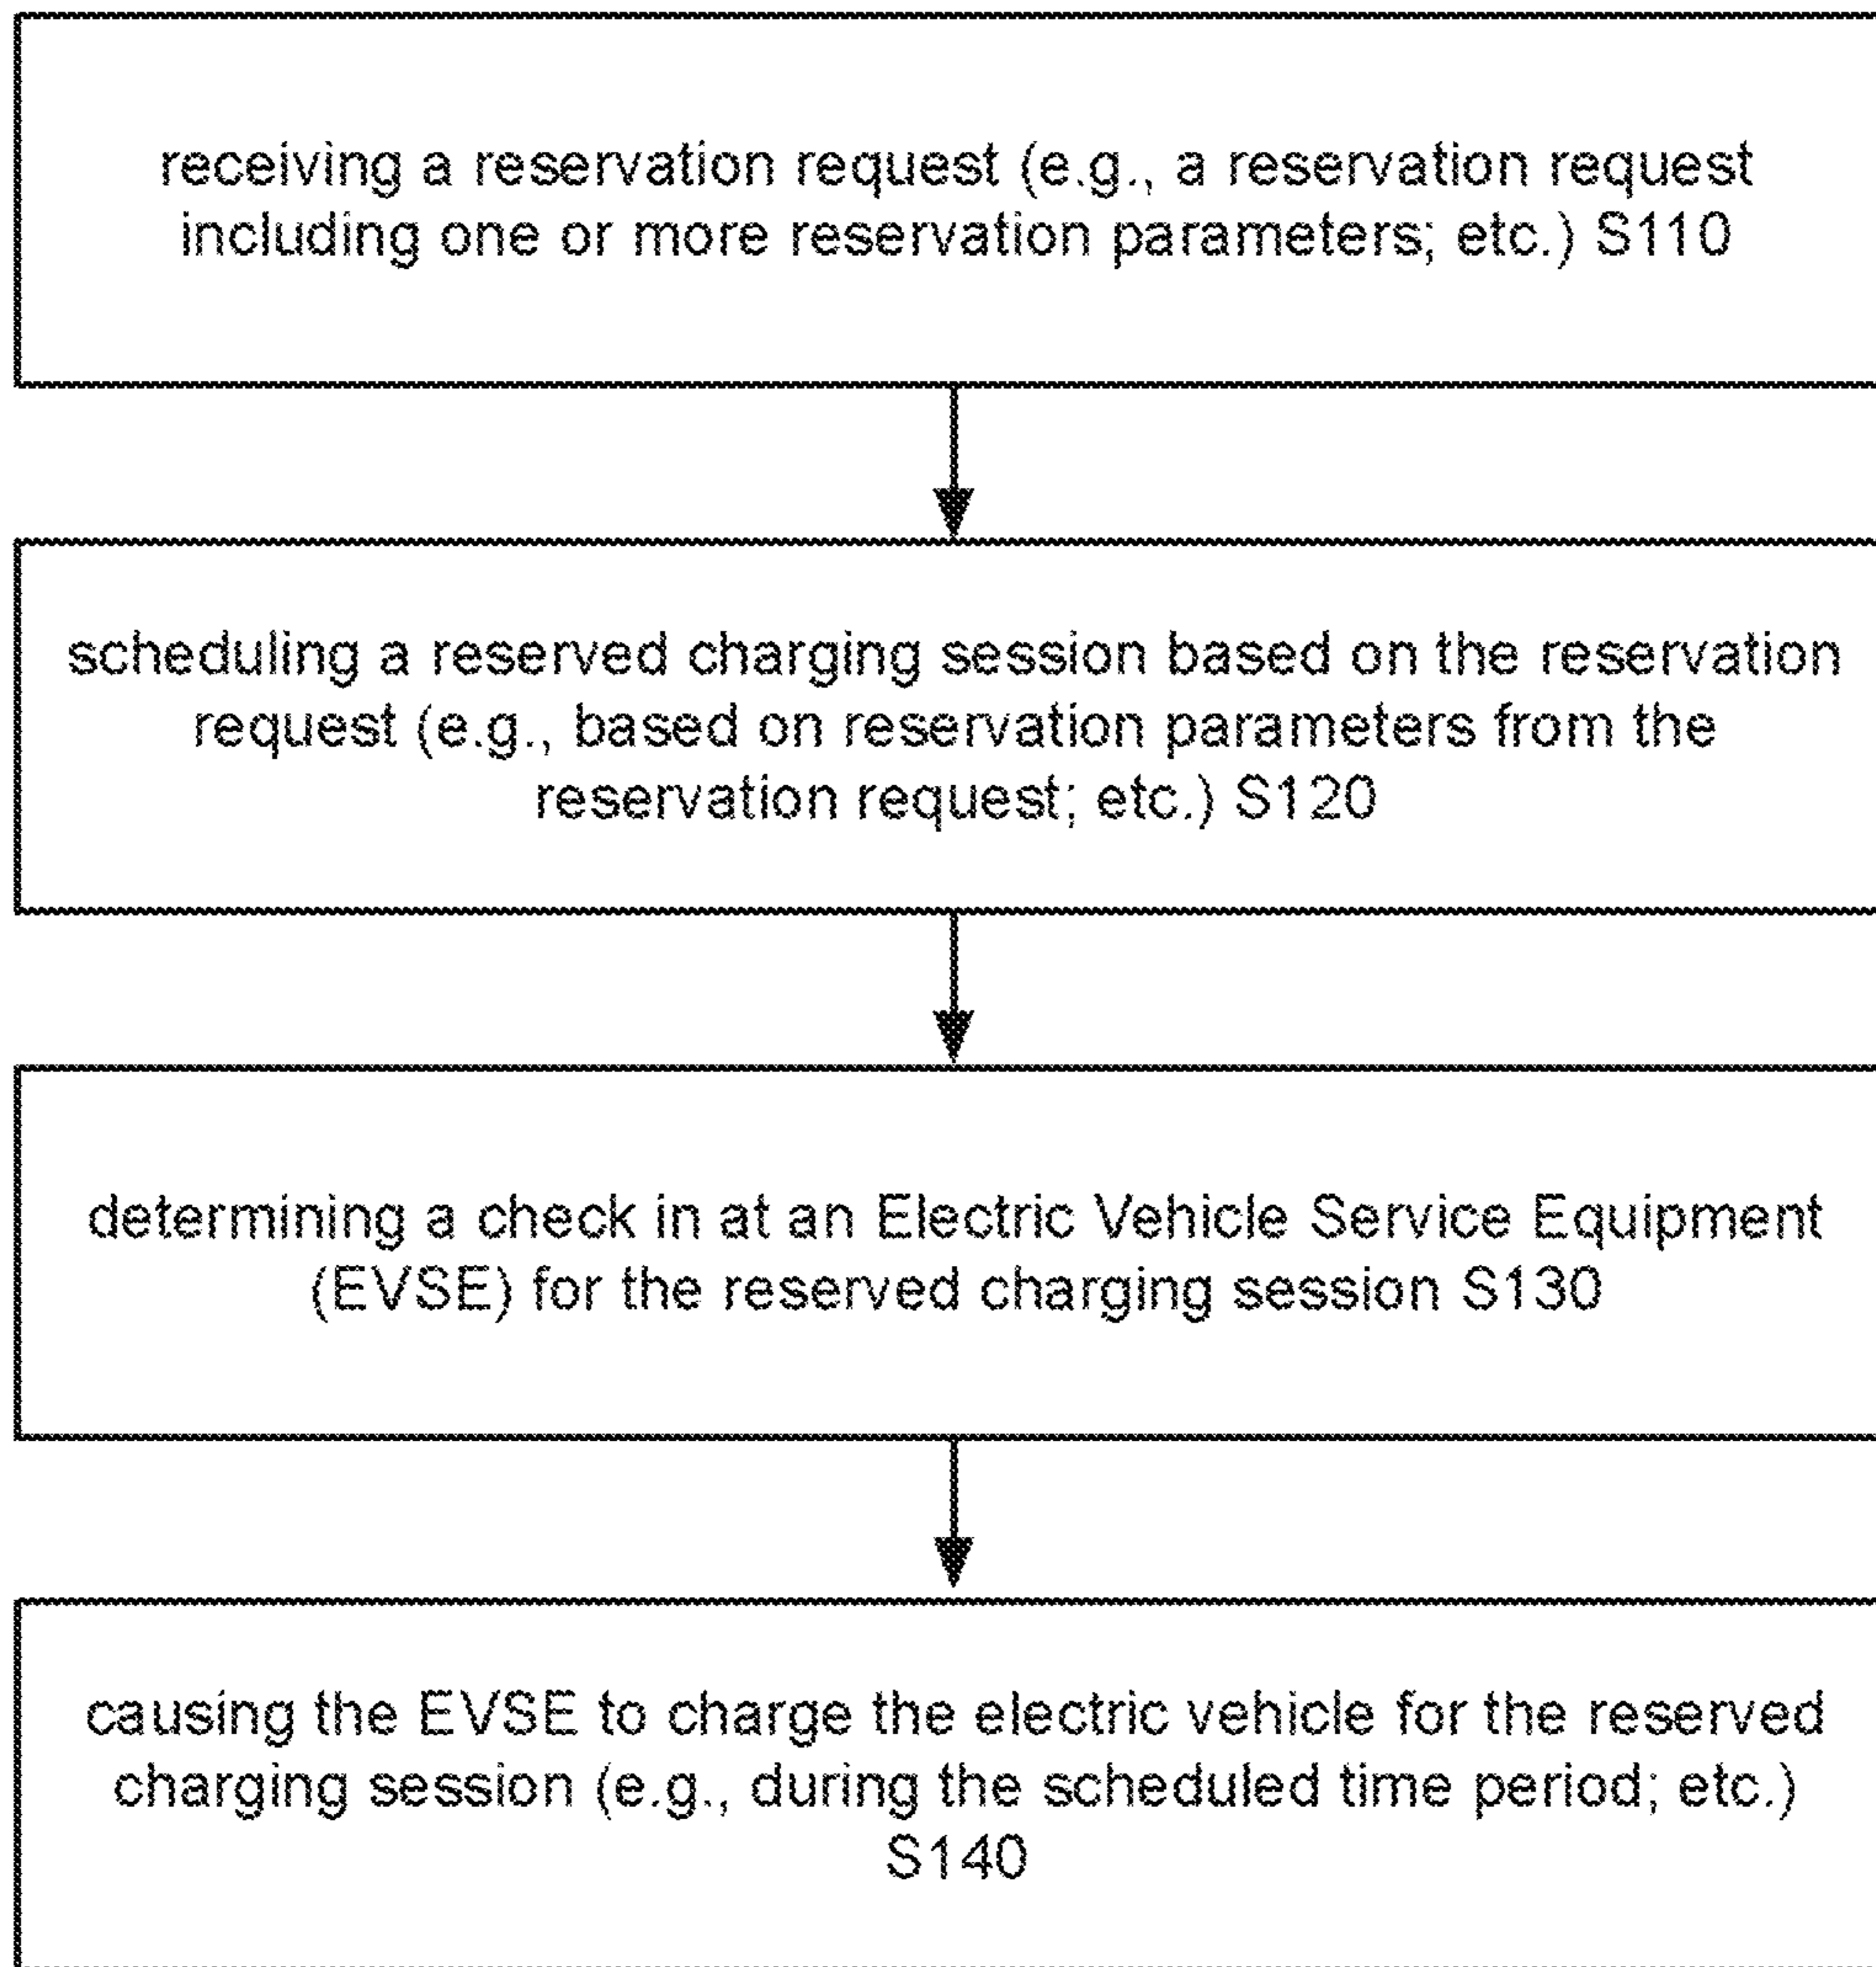 receiving a reservation request (e.g., a reservation request
including one or more reservation parameters; etc.) S110
scheduling a reserved charging session based on the reservation
request (e.g., based on reservation parameters from the
reservation request; etc.) S120
determining a check in at an Electric Vehicle Service Equipment
(EVSE) for the reserved charging session S130
causing the EVSE to charge the electric vehicle for the reserved
charging session (e.g., during the scheduled time period; etc.)
S140